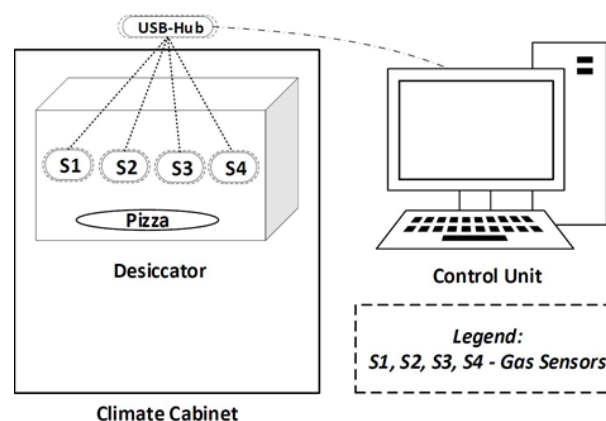 USB-Hub
S1 S2 S3 S4
Pizza
Desiccator
Climate Cabinet
Control Unit
Legend:
S1, S2, S3, S4 - Gas Sensors